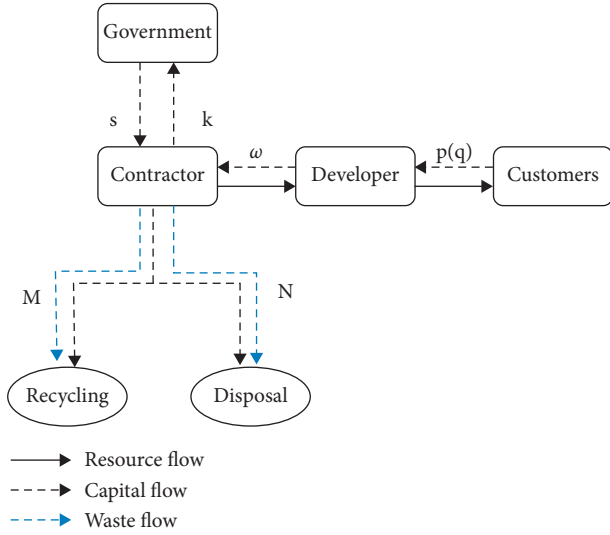 Government
s
k
ω
p(q)
Contractor
Developer
Customers
M
N
Recycling
Disposal
Resource flow
Capital flow
Waste flow